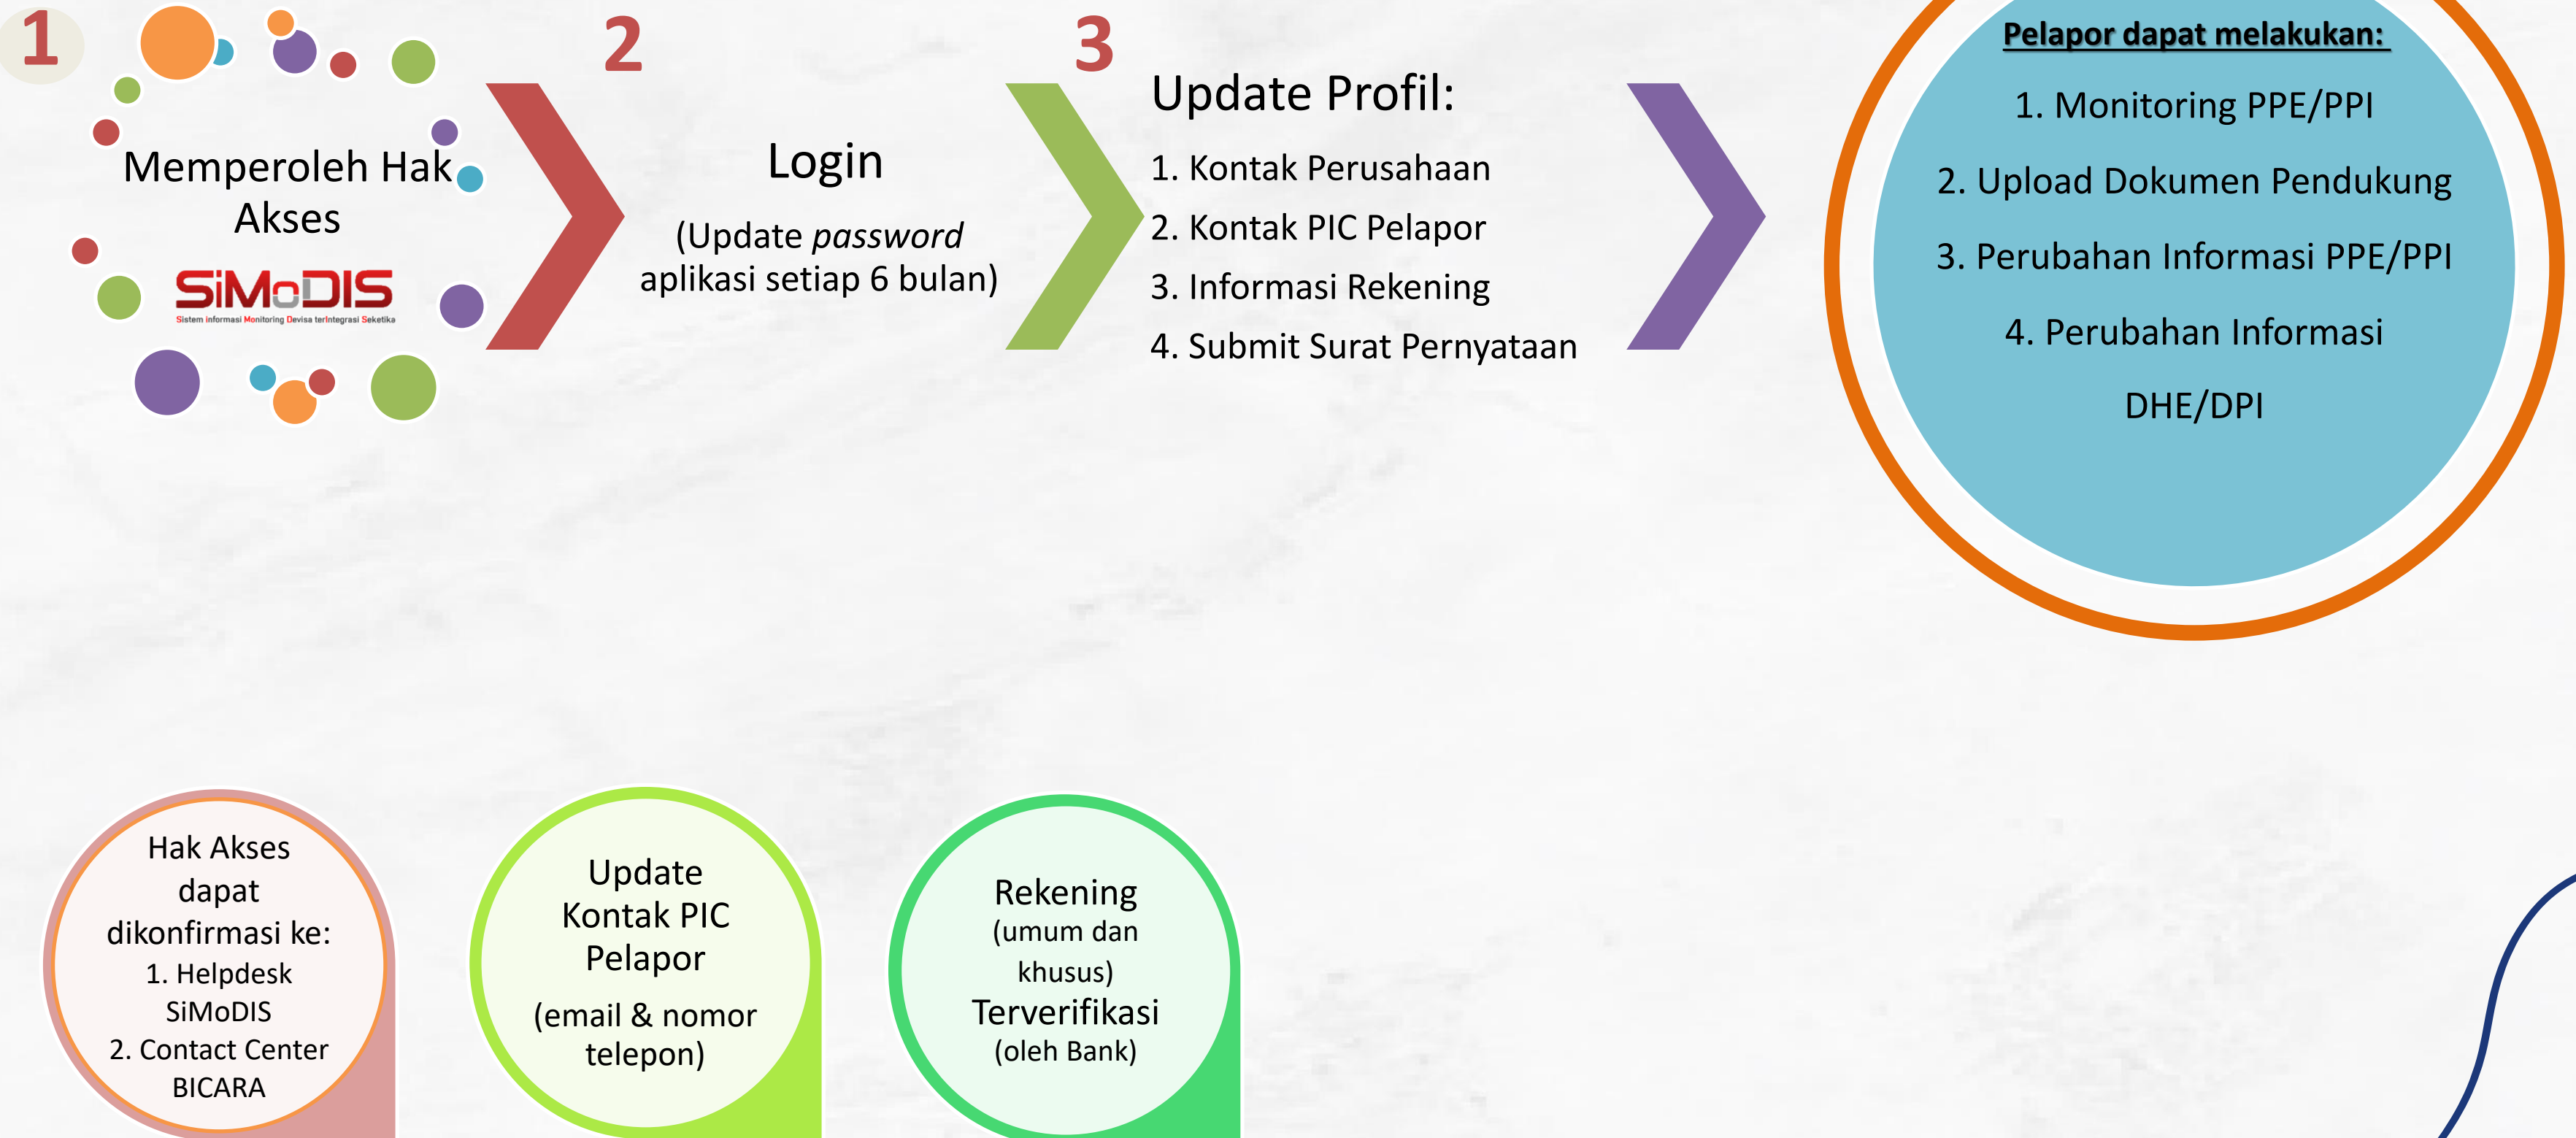 1
Memperoleh Hak
Akses
SiMoDIS
Sistem informasi Monitoring Devisa terIntegrasi Seketika
2
Login
(Update password
aplikasi setiap 6 bulan)
3
Update Profil:
1. Kontak Perusahaan
2. Kontak PIC Pelapor
3. Informasi Rekening
4. Submit Surat Pernyataan
Pelapor dapat melakukan:
1. Monitoring PPE/PPI
2. Upload Dokumen Pendukung
3. Perubahan Informasi PPE/PPI
4. Perubahan Informasi
DHE/DPI
Hak Akses
dapat
dikonfirmasi ke:
1. Helpdesk
SiMoDIS
2. Contact Center
BICARA
Update
Kontak PIC
Pelapor
(email & nomor
telepon)
Rekening
(umum dan
khusus)
Terverifikasi
(oleh Bank)